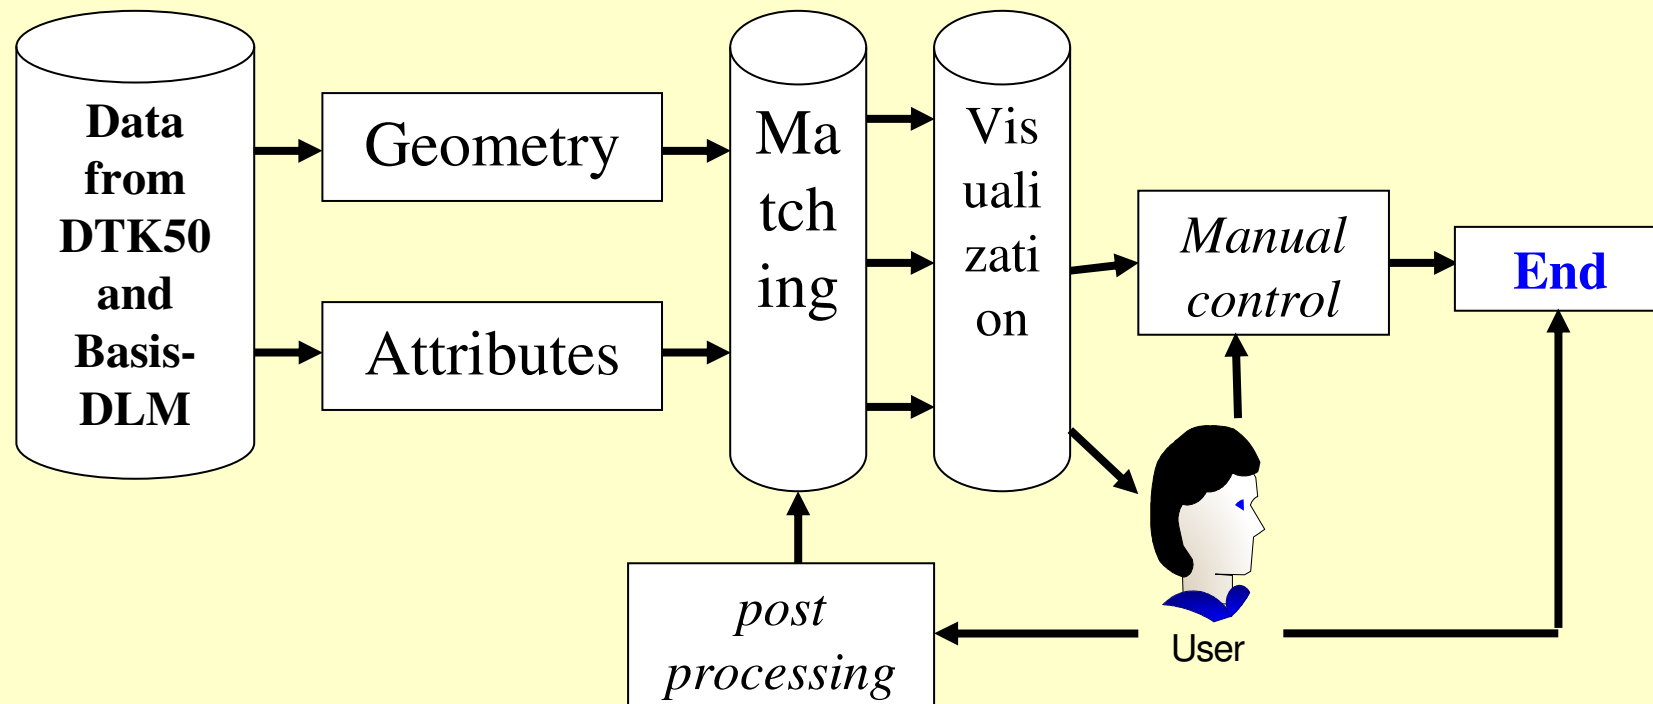 Data
from
DTK50
and
Basis-
DLM
Geometry
Attributes
Ma
tch
ing
Vis
uali
zati
on
Manual
control
End
User
post
processing